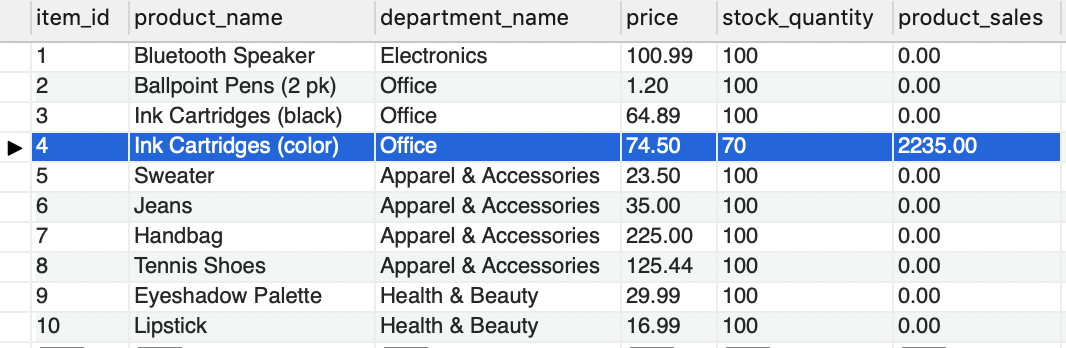 item_id product_name department_name price stock_quantity product_sales
1 Bluetooth Speaker Electronics 100.99 100 0.00
2 Ballpoint Pens (2 pk) Office 1.20 100 0.00
3 Ink Cartridges (black) Office 64.89 100 0.00
4 Ink Cartridges (color) Office 74.50 70 2235.00
5 Sweater Apparel & Accessories 23.50 100 0.00
6 Jeans Apparel & Accessories 35.00 100 0.00
7 Handbag Apparel & Accessories 225.00 100 0.00
8 Tennis Shoes Apparel & Accessories 125.44 100 0.00
9 Eyeshadow Palette Health & Beauty 29.99 100 0.00
10 Lipstick Health & Beauty 16.99 100 0.00